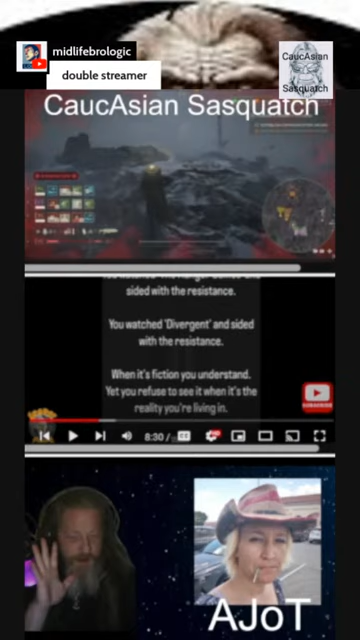 midlifebrologic
double streamer
CaucAsian
Sasquatch
CaucAsian Sasquatch
sided with the resistance.
You watched 'Divergent' and sided
with the resistance.
When it's fiction you understand.
Yet you refuse to see it when it's the
reality you're living in.
SUBSCRIBE
8:30 /
AJoT